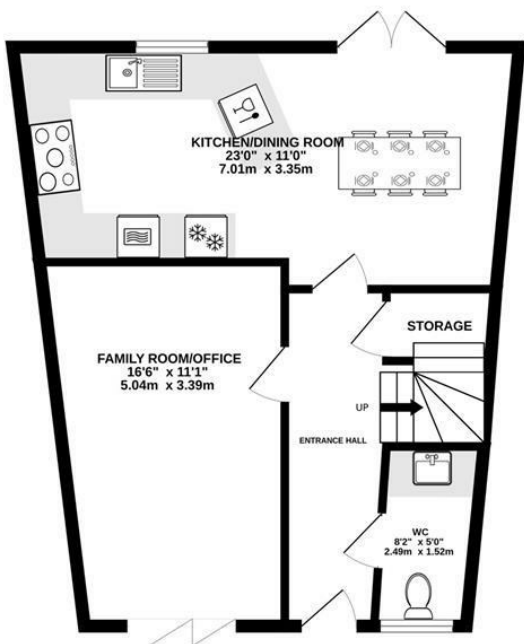 KITCHEN/DINING ROOM
23'0" x 11'0"
7.01m x 3.35m
STORAGE
FAMILY ROOM/OFFICE
16'6" x 11'1"
5.04m x 3.39m
UP
ENTRANCE HALL
WC
8'2" x 5'0"
2.49m x 1.52m